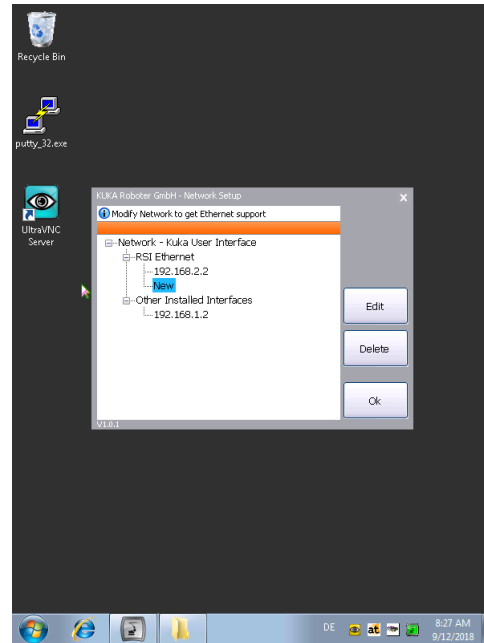 Recycle Bin
putty_32.exe
UltraVNC
Server
KUKA Roboter GmbH - Network Setup
x
Modify Network to get Ethernet support
Network - Kuka User Interface
RSI Ethernet
192.168.2.2
New
Other Installed Interfaces
192.168.1.2
Edit
Delete
Ok
V1.0.1
DE
at
8:27 AM
9/12/2018